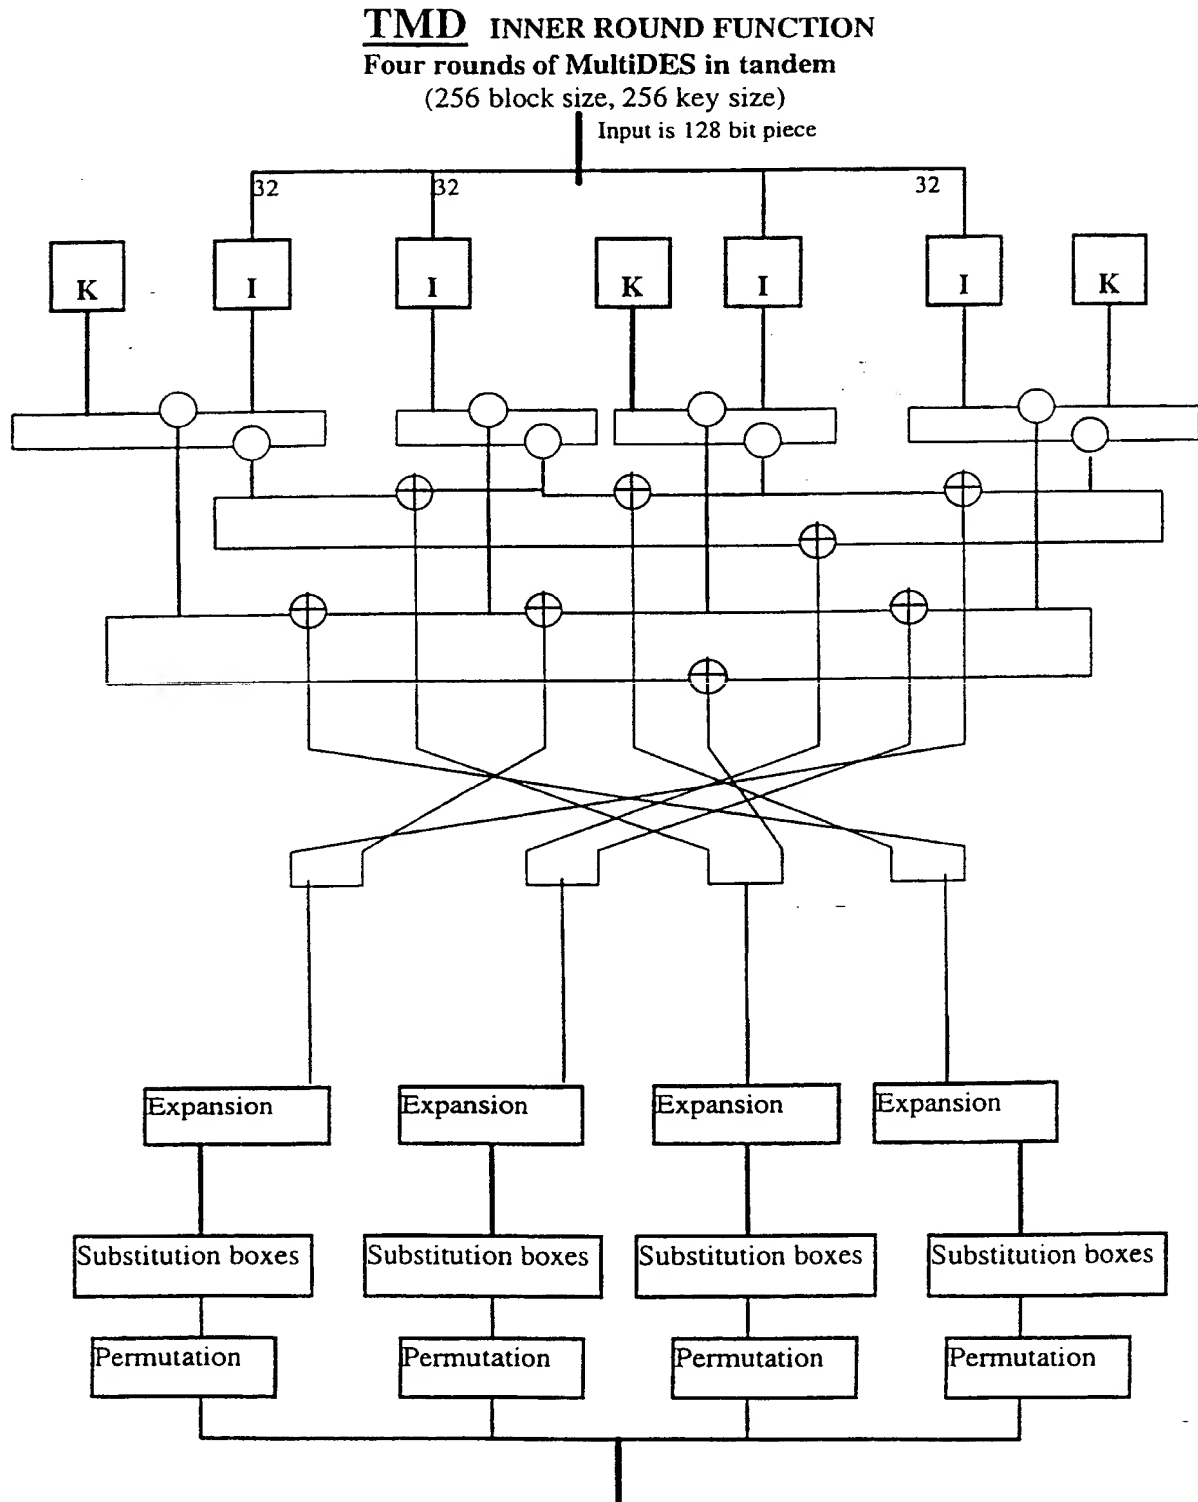 TMD INNER ROUND FUNCTION
Four rounds of MultiDES in tandem
(256 block size, 256 key size)
Input is 128 bit piece
32 32 32
K I I K I I K
Expansion Expansion Expansion Expansion
Substitution boxes Substitution boxes Substitution boxes Substitution boxes
Permutation Permutation Permutation Permutation